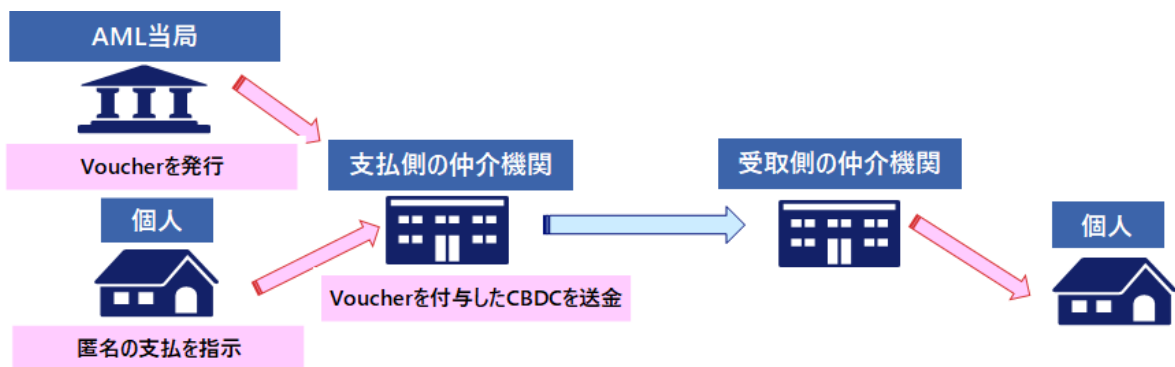 AML当局
Voucherを発行
個人
匿名の支払を指示
支払側の仲介機関
Voucherを付与したCBDCを送金
受取側の仲介機関
個人